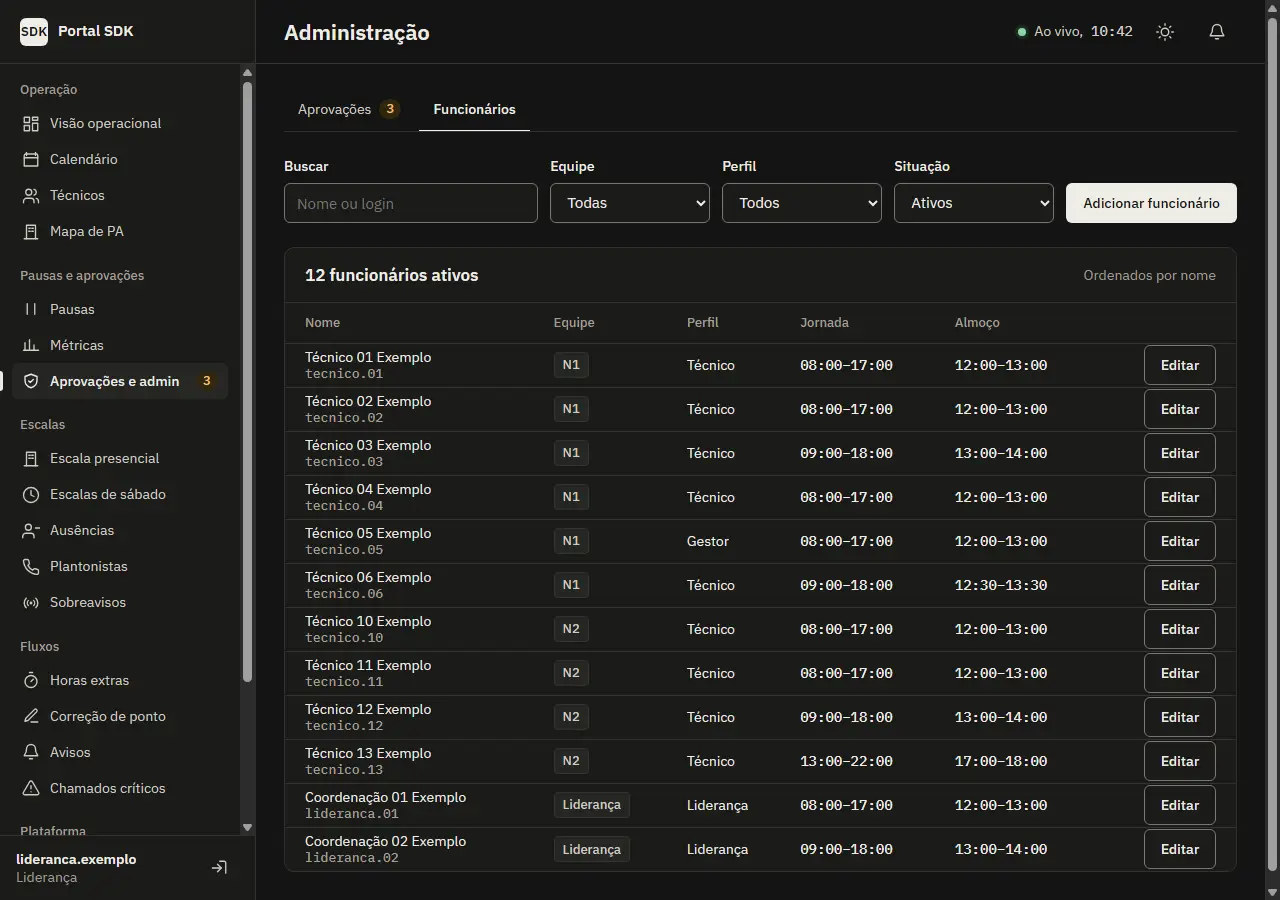 SDK Portal SDK
Operação
Visão operacional
Calendário
Técnicos
Mapa de PA
Pausas e aprovações
Pausas
Métricas
Aprovações e admin 3
Escalas
Escala presencial
Escalas de sábado
Ausências
Plantonistas
Sobreavisos
Fluxos
Horas extras
Correção de ponto
Avisos
Chamados críticos
Plataforma
lideranca.exemplo
Liderança
Administração
Ao vivo, 10:42
Aprovações 3 Funcionários
Buscar Equipe Perfil Situação
Nome ou login Todas Todos Ativos Adicionar funcionário
12 funcionários ativos Ordenados por nome
Nome Equipe Perfil Jornada Almoço
Técnico 01 Exemplo
tecnico.01 N1 Técnico 08:00–17:00 12:00–13:00 Editar
Técnico 02 Exemplo
tecnico.02 N1 Técnico 08:00–17:00 12:00–13:00 Editar
Técnico 03 Exemplo
tecnico.03 N1 Técnico 09:00–18:00 13:00–14:00 Editar
Técnico 04 Exemplo
tecnico.04 N1 Técnico 08:00–17:00 12:00–13:00 Editar
Técnico 05 Exemplo
tecnico.05 N1 Gestor 08:00–17:00 12:00–13:00 Editar
Técnico 06 Exemplo
tecnico.06 N1 Técnico 09:00–18:00 12:30–13:30 Editar
Técnico 10 Exemplo
tecnico.10 N2 Técnico 08:00–17:00 12:00–13:00 Editar
Técnico 11 Exemplo
tecnico.11 N2 Técnico 08:00–17:00 12:00–13:00 Editar
Técnico 12 Exemplo
tecnico.12 N2 Técnico 09:00–18:00 13:00–14:00 Editar
Técnico 13 Exemplo
tecnico.13 N2 Técnico 13:00–22:00 17:00–18:00 Editar
Coordenação 01 Exemplo
lideranca.01 Liderança Liderança 08:00–17:00 12:00–13:00 Editar
Coordenação 02 Exemplo
lideranca.02 Liderança Liderança 09:00–18:00 13:00–14:00 Editar